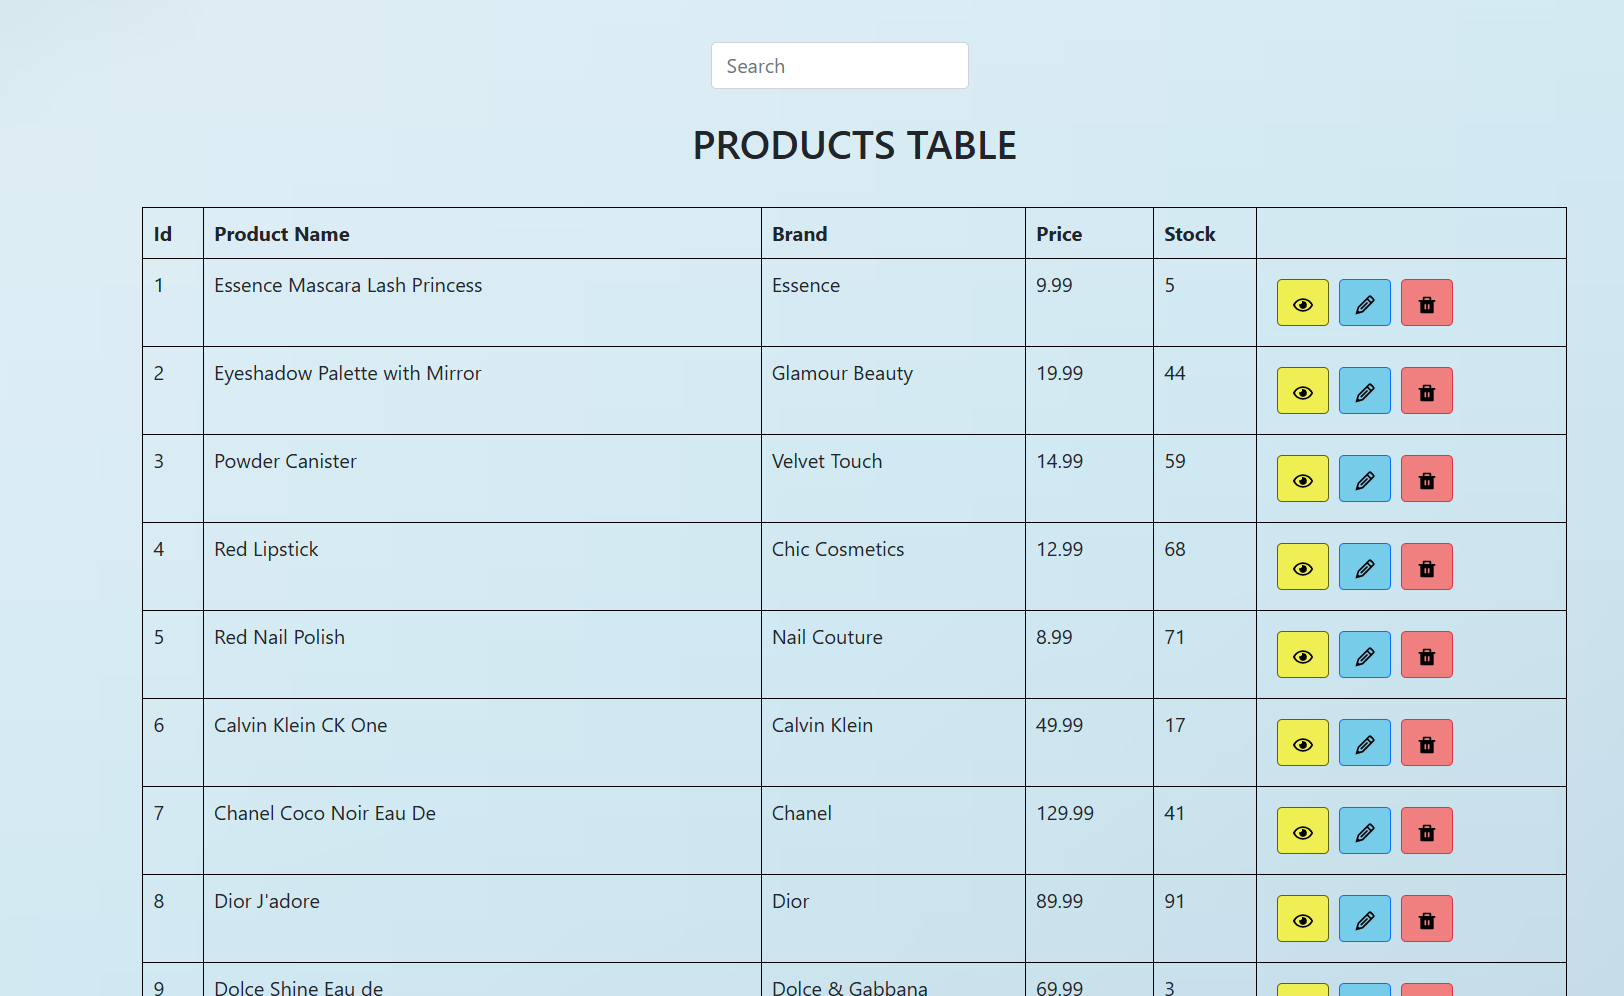 Search
PRODUCTS TABLE
Id Product Name Brand Price Stock
1 Essence Mascara Lash Princess Essence 9.99 5
2 Eyeshadow Palette with Mirror Glamour Beauty 19.99 44
3 Powder Canister Velvet Touch 14.99 59
4 Red Lipstick Chic Cosmetics 12.99 68
5 Red Nail Polish Nail Couture 8.99 71
6 Calvin Klein CK One Calvin Klein 49.99 17
7 Chanel Coco Noir Eau De Chanel 129.99 41
8 Dior J'adore Dior 89.99 91
9 Dolce Shine Eau de Dolce & Gabbana 69.99 3